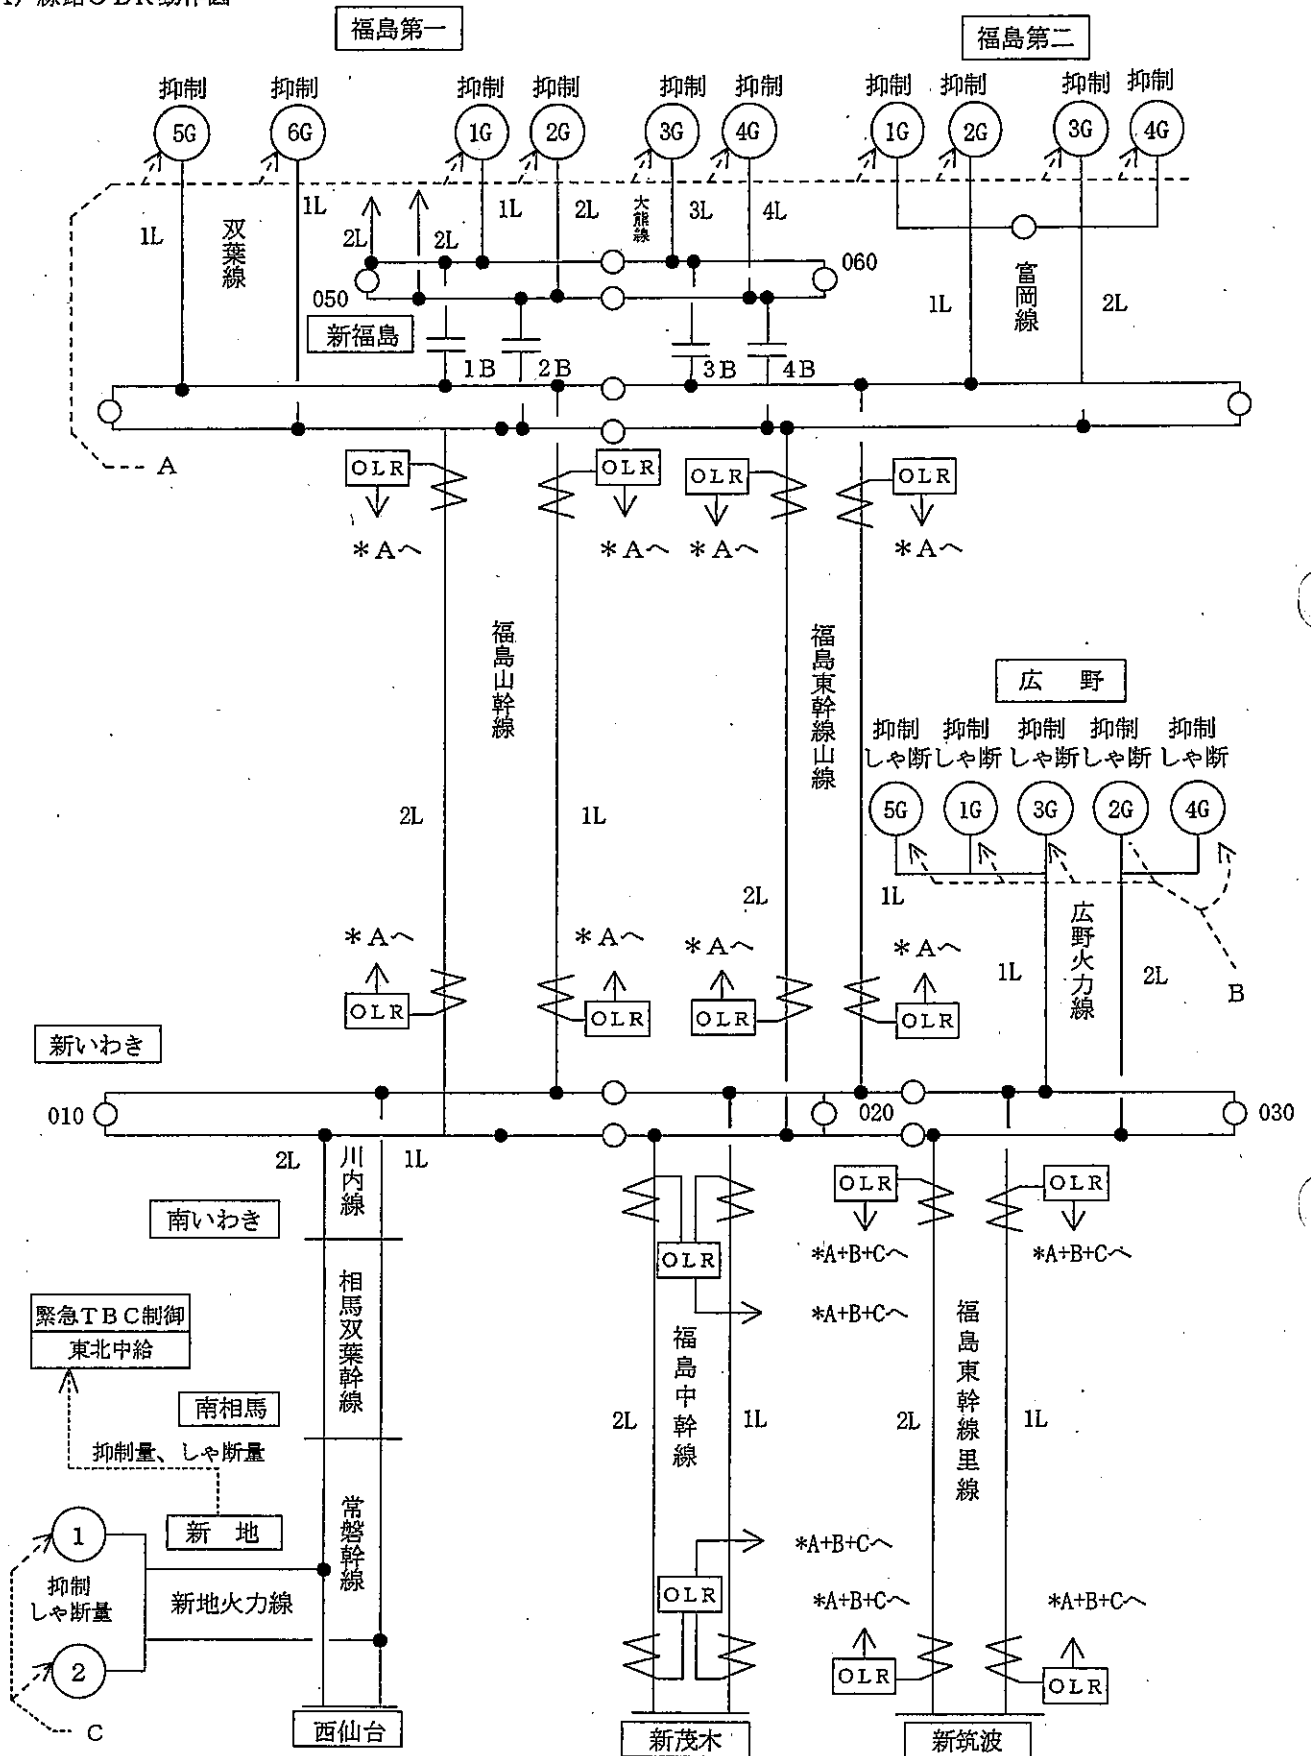 福島第一
福島第二
抑制 抑制 抑制 抑制 抑制 抑制 抑制 抑制 抑制 抑制
5G 6G 1G 2G 3G 4G 1G 2G 3G 4G
1L 双葉線 1L 2L 2L 1L 2L 大熊線 3L 4L
050 060
新福島
1B 2B 3B 4B
1L 富岡線 2L
A
OLR OLR OLR OLR
*Aへ *Aへ *Aへ *Aへ
福島山幹線
福島東幹線山線
2L 1L 2L 1L
広 野
抑制 抑制 抑制 抑制 抑制
しゃ断 しゃ断 しゃ断 しゃ断 しゃ断
5G 1G 3G 2G 4G
1L 広野火力線 2L
B
*Aへ *Aへ *Aへ *Aへ
OLR OLR OLR OLR
新いわき
010 020 030
2L 川内線 1L
南いわき
OLR OLR OLR
*A+B+Cへ *A+B+Cへ
*A+B+Cへ
相馬双葉幹線
緊急TBC制御
東北中給
南相馬
抑制量、しゃ断量
2L 福島中幹線 1L
2L 福島東幹線里線 1L
新 地
常磐幹線
1
抑制
しゃ断量
新地火力線
2
C
*A+B+Cへ
OLR
*A+B+Cへ *A+B+Cへ
OLR OLR
西仙台
新茂木
新筑波